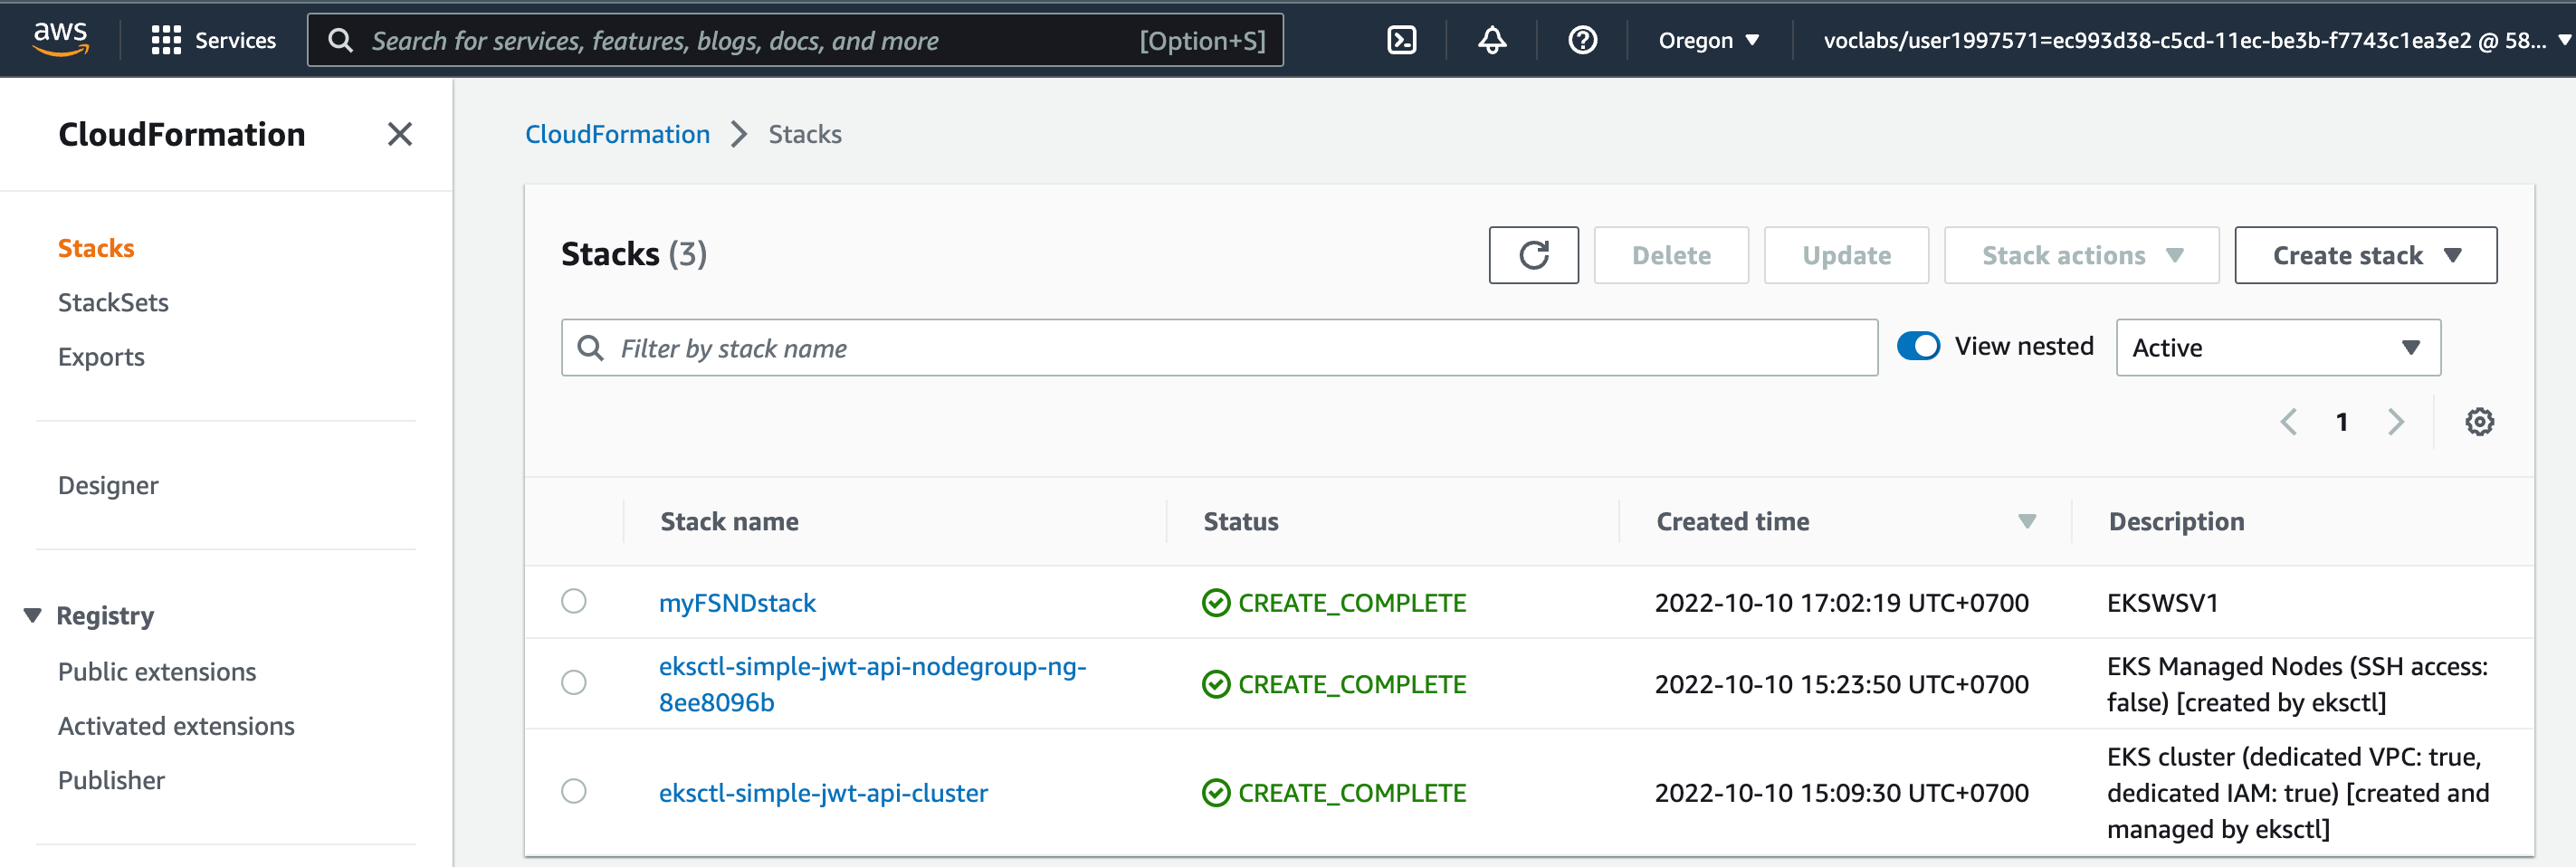 aws
Services
Search for services, features, blogs, docs, and more
[Option+S]
Oregon
voclabs/user1997571=ec993d38-c5cd-11ec-be3b-f7743c1ea3e2 @ 58...
CloudFormation
Stacks
StackSets
Exports
Designer
Registry
Public extensions
Activated extensions
Publisher
CloudFormation
Stacks
Stacks (3)
Delete
Update
Stack actions
Create stack
Filter by stack name
View nested
Active
1
Stack name
Status
Created time
Description
myFSNDstack
CREATE_COMPLETE
2022-10-10 17:02:19 UTC+0700
EKSWSV1
eksctl-simple-jwt-api-nodegroup-ng-
8ee8096b
CREATE_COMPLETE
2022-10-10 15:23:50 UTC+0700
EKS Managed Nodes (SSH access:
false) [created by eksctl]
eksctl-simple-jwt-api-cluster
CREATE_COMPLETE
2022-10-10 15:09:30 UTC+0700
EKS cluster (dedicated VPC: true,
dedicated IAM: true) [created and
managed by eksctl]